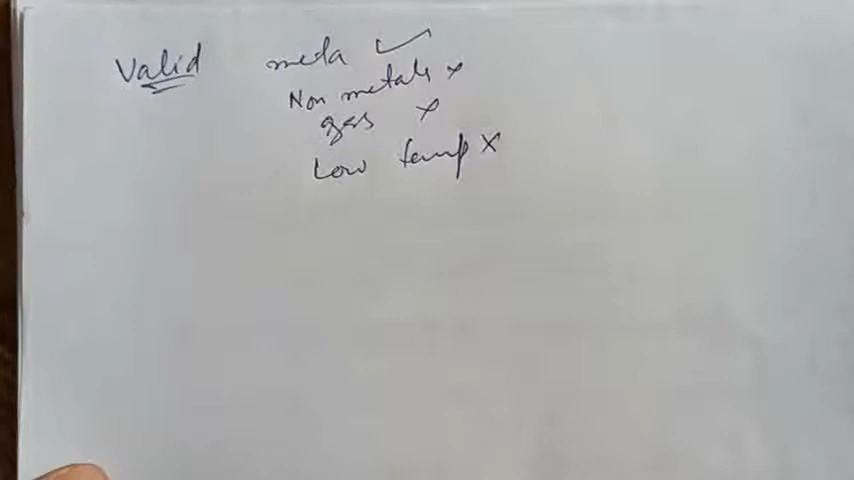 Valid meta ✓
Non metals ×
gas ×
Low temp ×